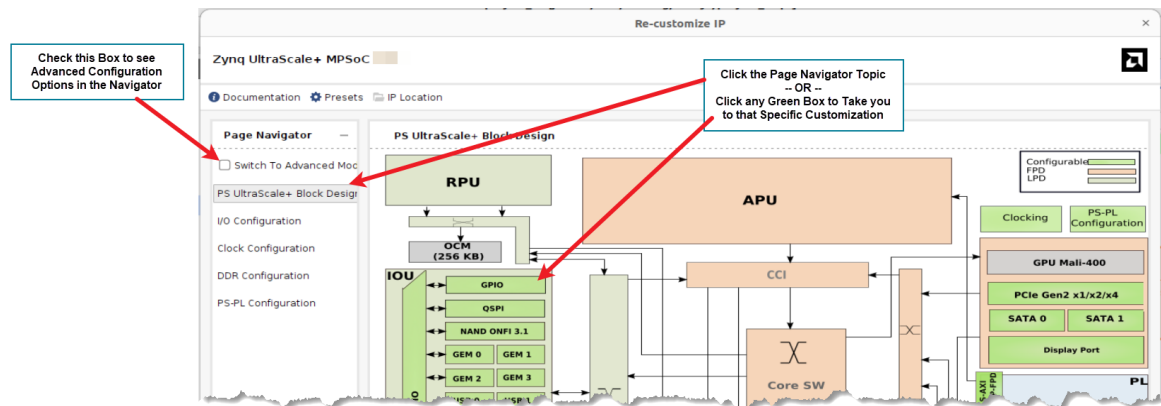 Re-customize IP
×
Check this Box to see
Advanced Configuration
Options in the Navigator
Zynq UltraScale+ MPSoC
Documentation Presets IP Location
Click the Page Navigator Topic
-- OR --
Click any Green Box to Take you
to that Specific Customization
Page Navigator —
Switch To Advanced Moc
PS UltraScale+ Block Desigr
I/O Configuration
Clock Configuration
DDR Configuration
PS-PL Configuration
PS UltraScale+ Block Design
RPU
OCM
(256 KB)
APU
Configurable
FPD
LPD
Clocking
PS-PL
Configuration
IOU
GPIO
QSPI
NAND ONFI 3.1
GEM 0 GEM 1
GEM 2 GEM 3
CCI
Core SW
GPU Mali-400
PCIe Gen2 x1/x2/x4
SATA 0 SATA 1
Display Port
PL